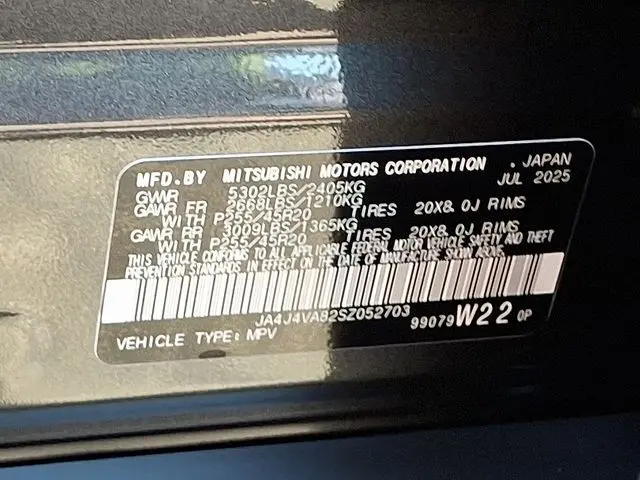 MFD.BY MITSUBISHI MOTORS CORPORATION , JAPAN
GVWR 5302LBS/2405KG JUL 2025
GAWR FR 2668LBS/1210KG TIRES 20X8.0J RIMS
WITH P255/45R20
GAWR RR 3009LBS/1365KG TIRES 20X8.0J RIMS
WITH P255/45R20
THIS VEHICLE CONFORMS TO ALL APPLICABLE FEDERAL MOTOR VEHICLE SAFETY AND THEFT
PREVENTION STANDARDS IN EFFECT ON THE DATE OF MANUFACTURE SHOWN ABOVE.
JA4J4VA82SZ052703
VEHICLE TYPE: MPV 99079 W22 0P